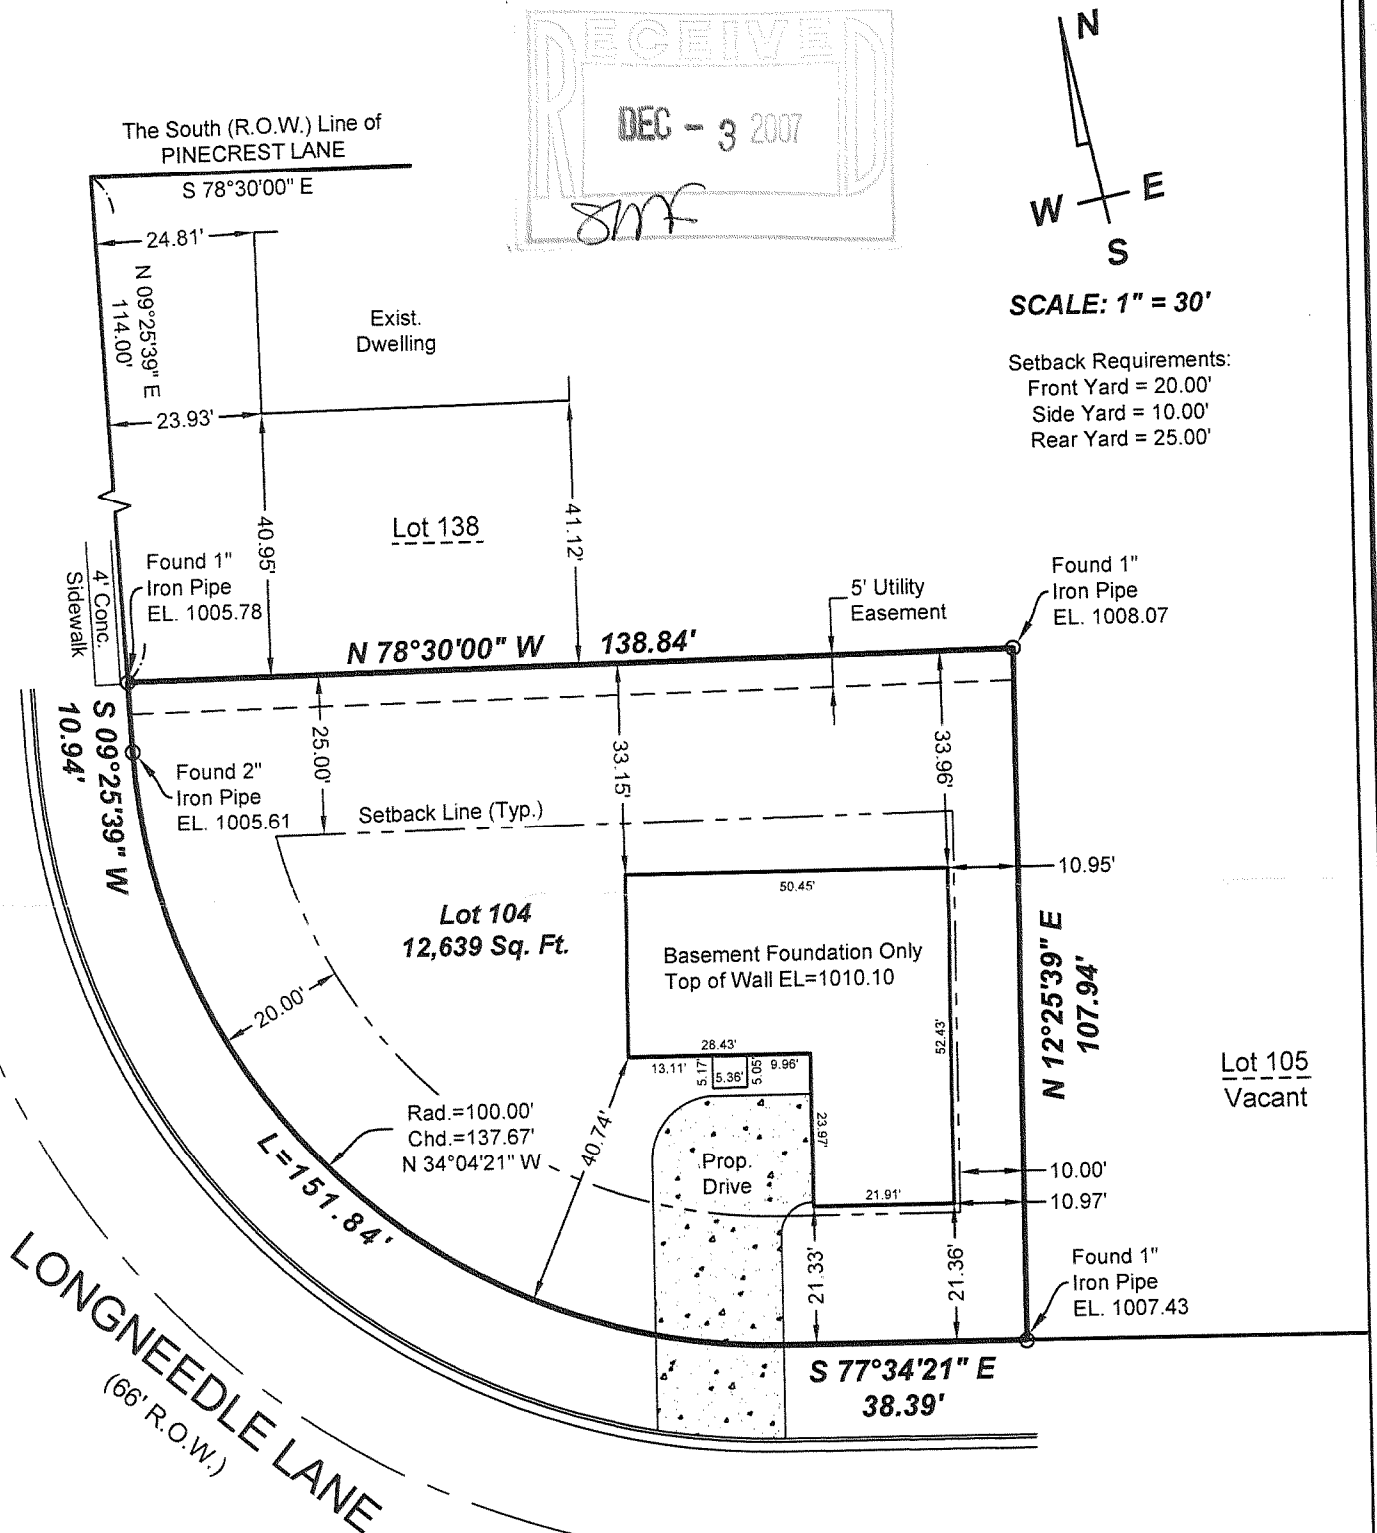 RECEIVED
DEC - 3 2007
N
W
E
S
SCALE: 1" = 30'
Setback Requirements:
Front Yard = 20.00'
Side Yard = 10.00'
Rear Yard = 25.00'
The South (R.O.W.) Line of
PINECREST LANE
S 78°30'00" E
24.81'
N 09°25'39" E
114.00'
Exist.
Dwelling
23.93'
40.95'
Lot 138
41.12'
4' Conc.
Sidewalk
Found 1"
Iron Pipe
EL. 1005.78
5' Utility
Easement
Found 1"
Iron Pipe
EL. 1008.07
N 78°30'00" W 138.84'
S 09°25'39" W
10.94'
Found 2"
Iron Pipe
EL. 1005.61
25.00'
33.15'
33.96'
Setback Line (Typ.)
10.95'
50.45'
Lot 104
12,639 Sq. Ft.
Basement Foundation Only
Top of Wall EL=1010.10
N 12°25'39" E
107.94'
20.00'
52.43'
28.43'
13.11'
5.17'
5.36'
5.05'
9.96'
Lot 105
Vacant
Rad.=100.00'
Chd.=137.67'
N 34°04'21" W
40.74'
23.97'
Prop.
Drive
L=151.84'
10.00'
21.91'
10.97'
21.33'
21.36'
Found 1"
Iron Pipe
EL. 1007.43
S 77°34'21" E
38.39'
LONGNEEDLE LANE
(66' R.O.W.)